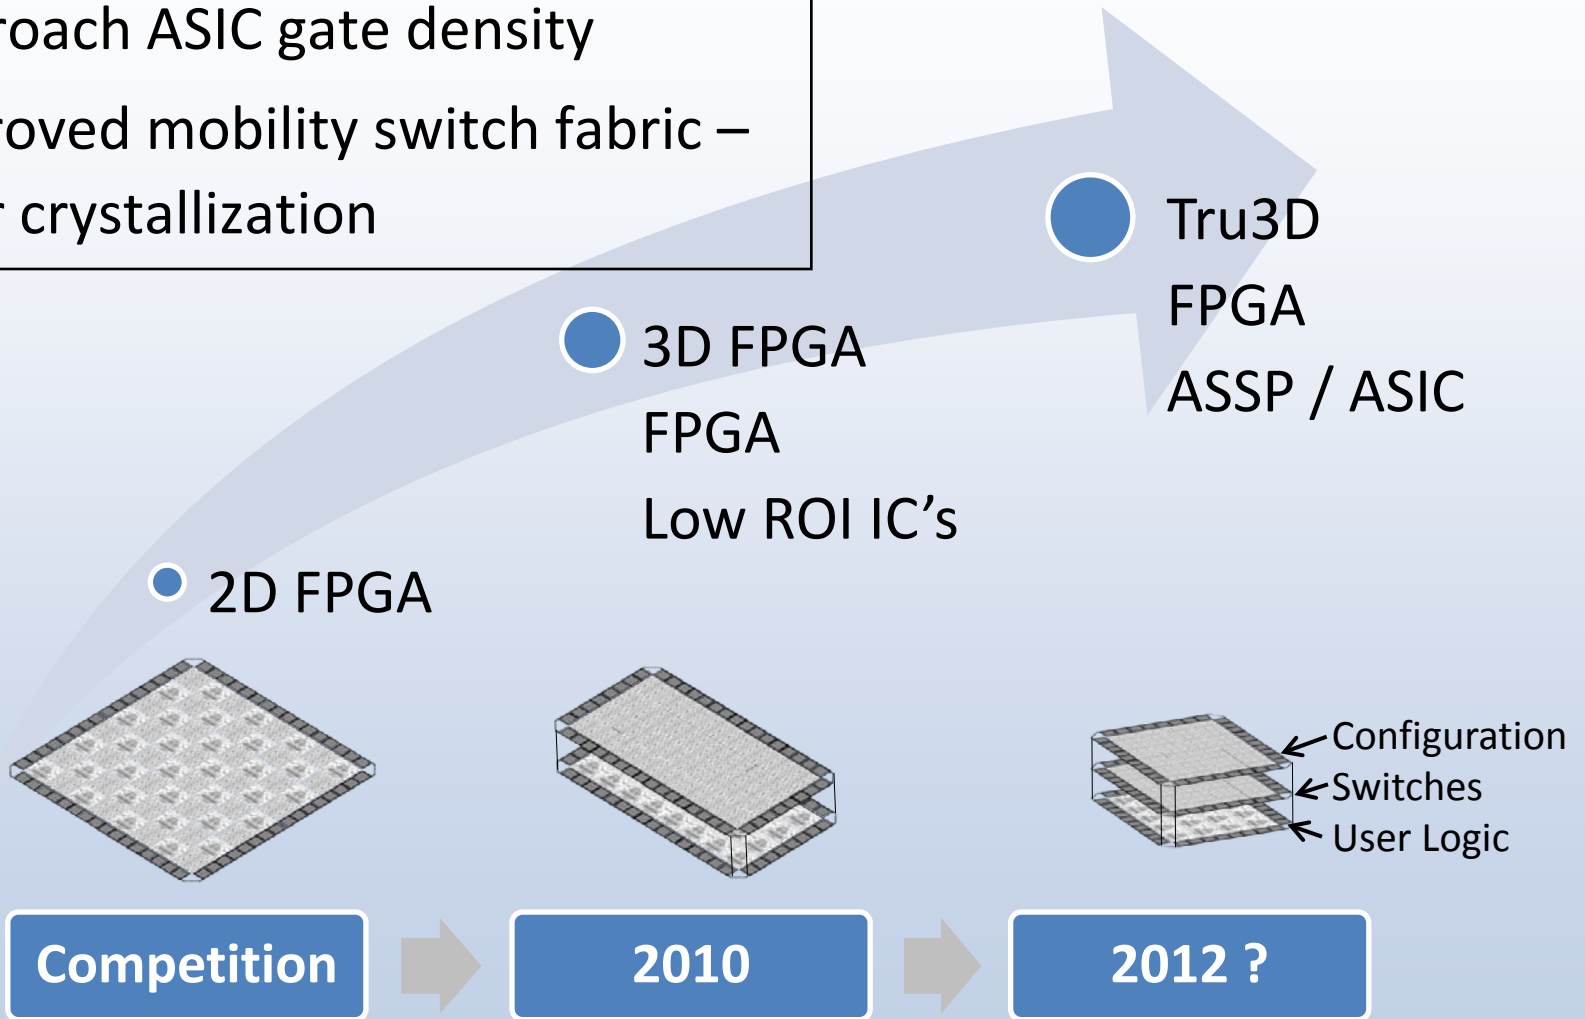 roach ASIC gate density
roved mobility switch fabric –
r crystallization
Tru3D
FPGA
ASSP / ASIC
3D FPGA
FPGA
Low ROI IC’s
2D FPGA
Configuration
Switches
User Logic
Competition
2010
2012 ?